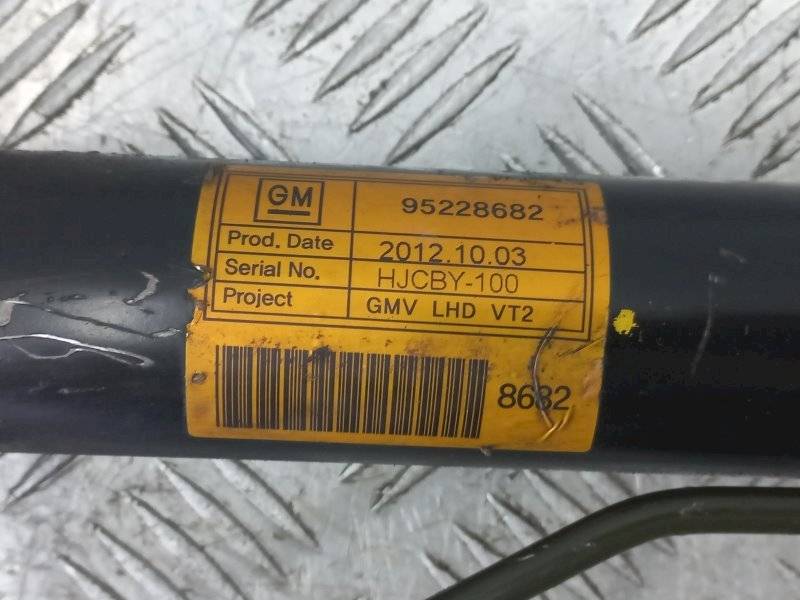 GM 95228682
Prod. Date 2012.10.03
Serial No. HJCBY-100
Project GMV LHD VT2
8682